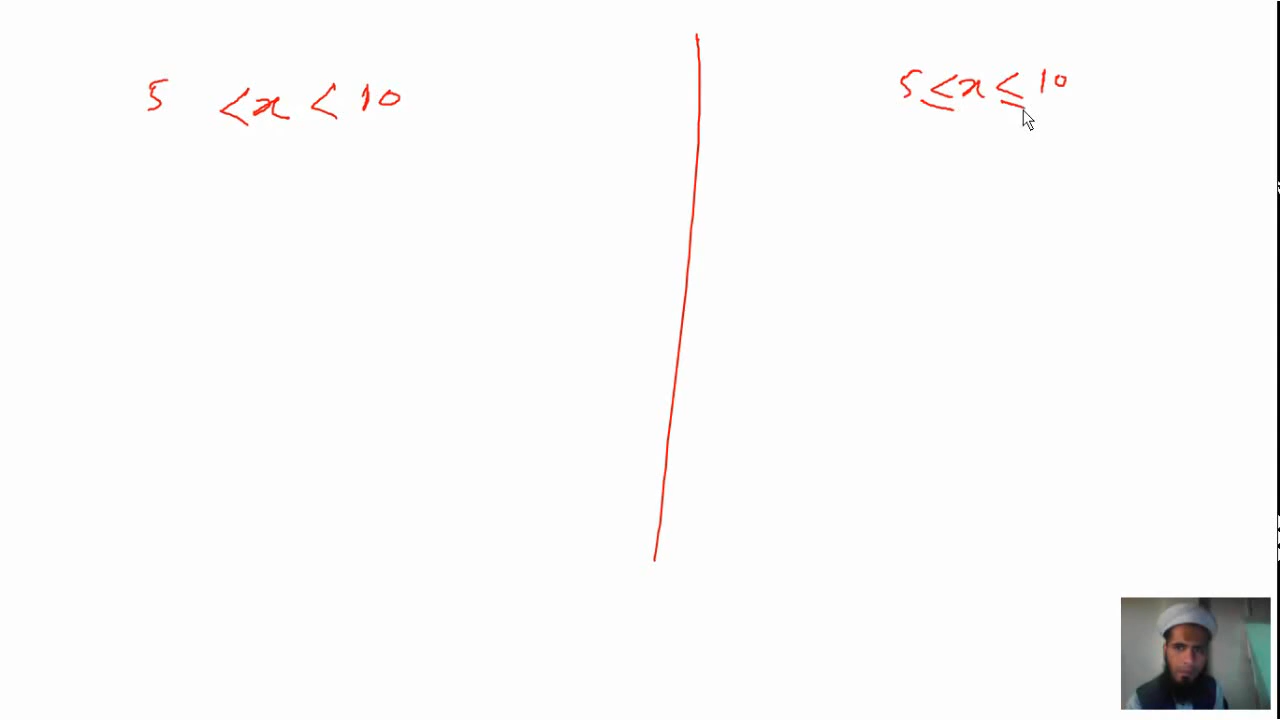 5 < x < 10
5 ≤ x ≤ 10